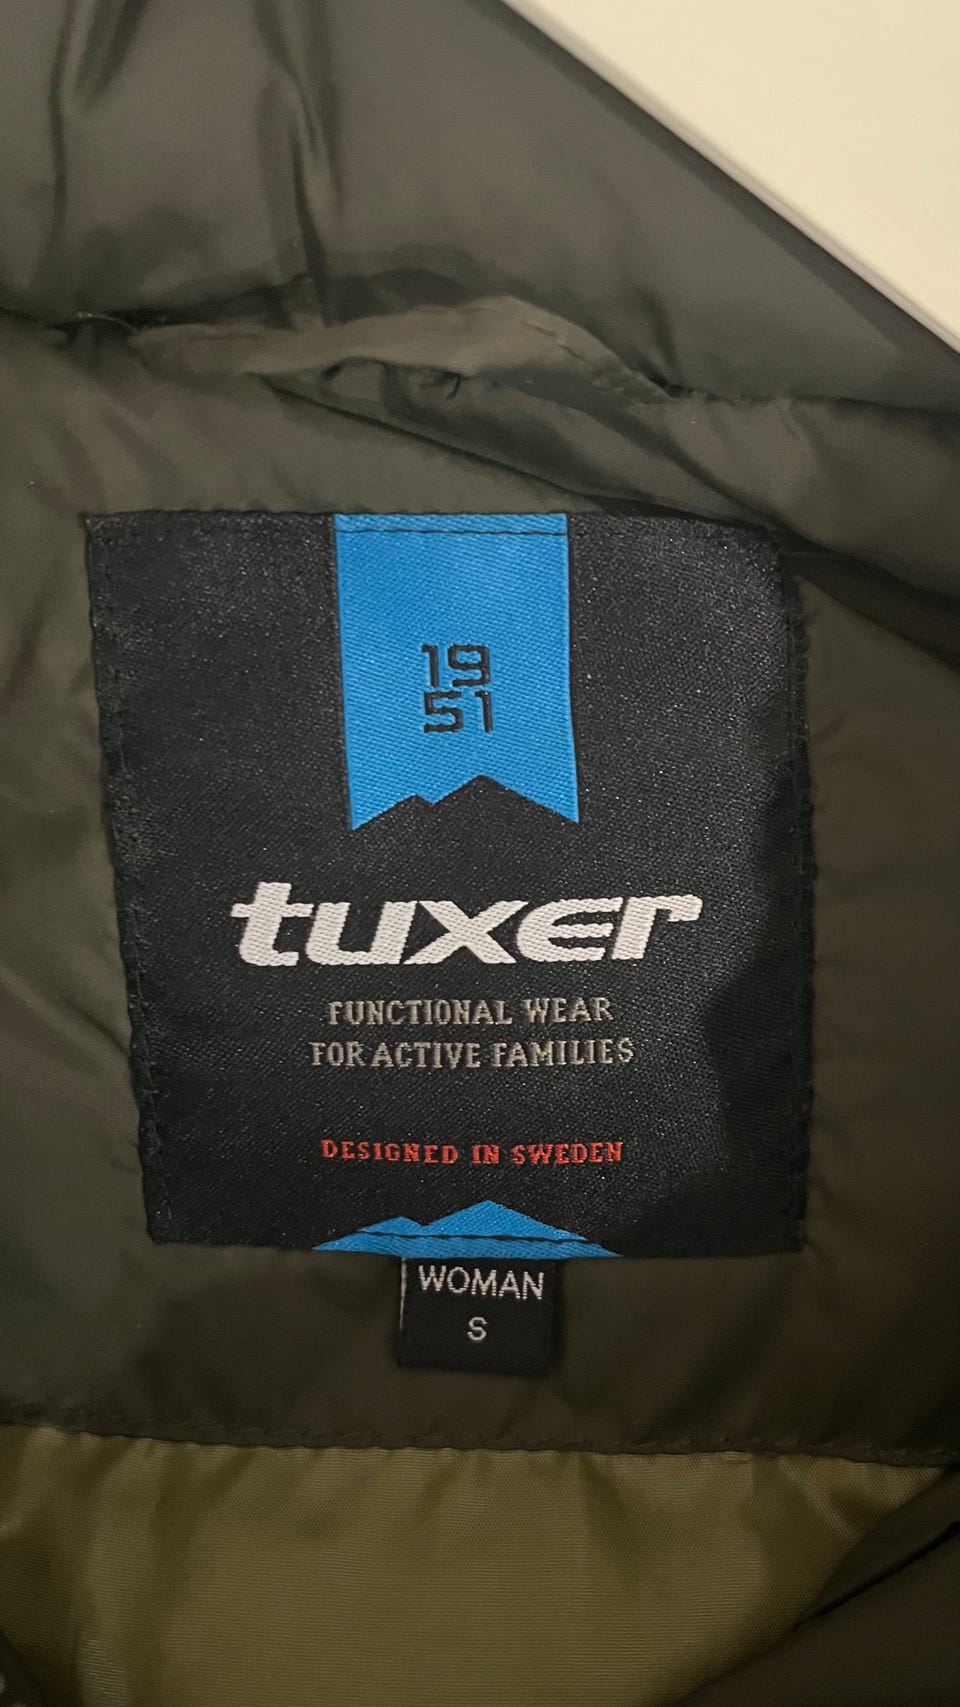 19
51
tuxer
FUNCTIONAL WEAR
FOR ACTIVE FAMILIES
DESIGNED IN SWEDEN
WOMAN
S